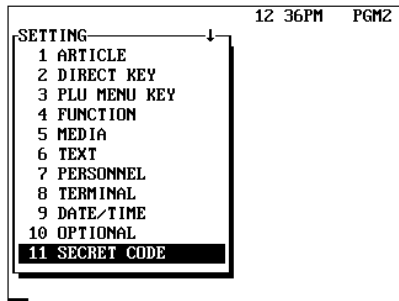 12 36PM PGM2
SETTING ↓
1 ARTICLE
2 DIRECT KEY
3 PLU MENU KEY
4 FUNCTION
5 MEDIA
6 TEXT
7 PERSONNEL
8 TERMINAL
9 DATE/TIME
10 OPTIONAL
11 SECRET CODE